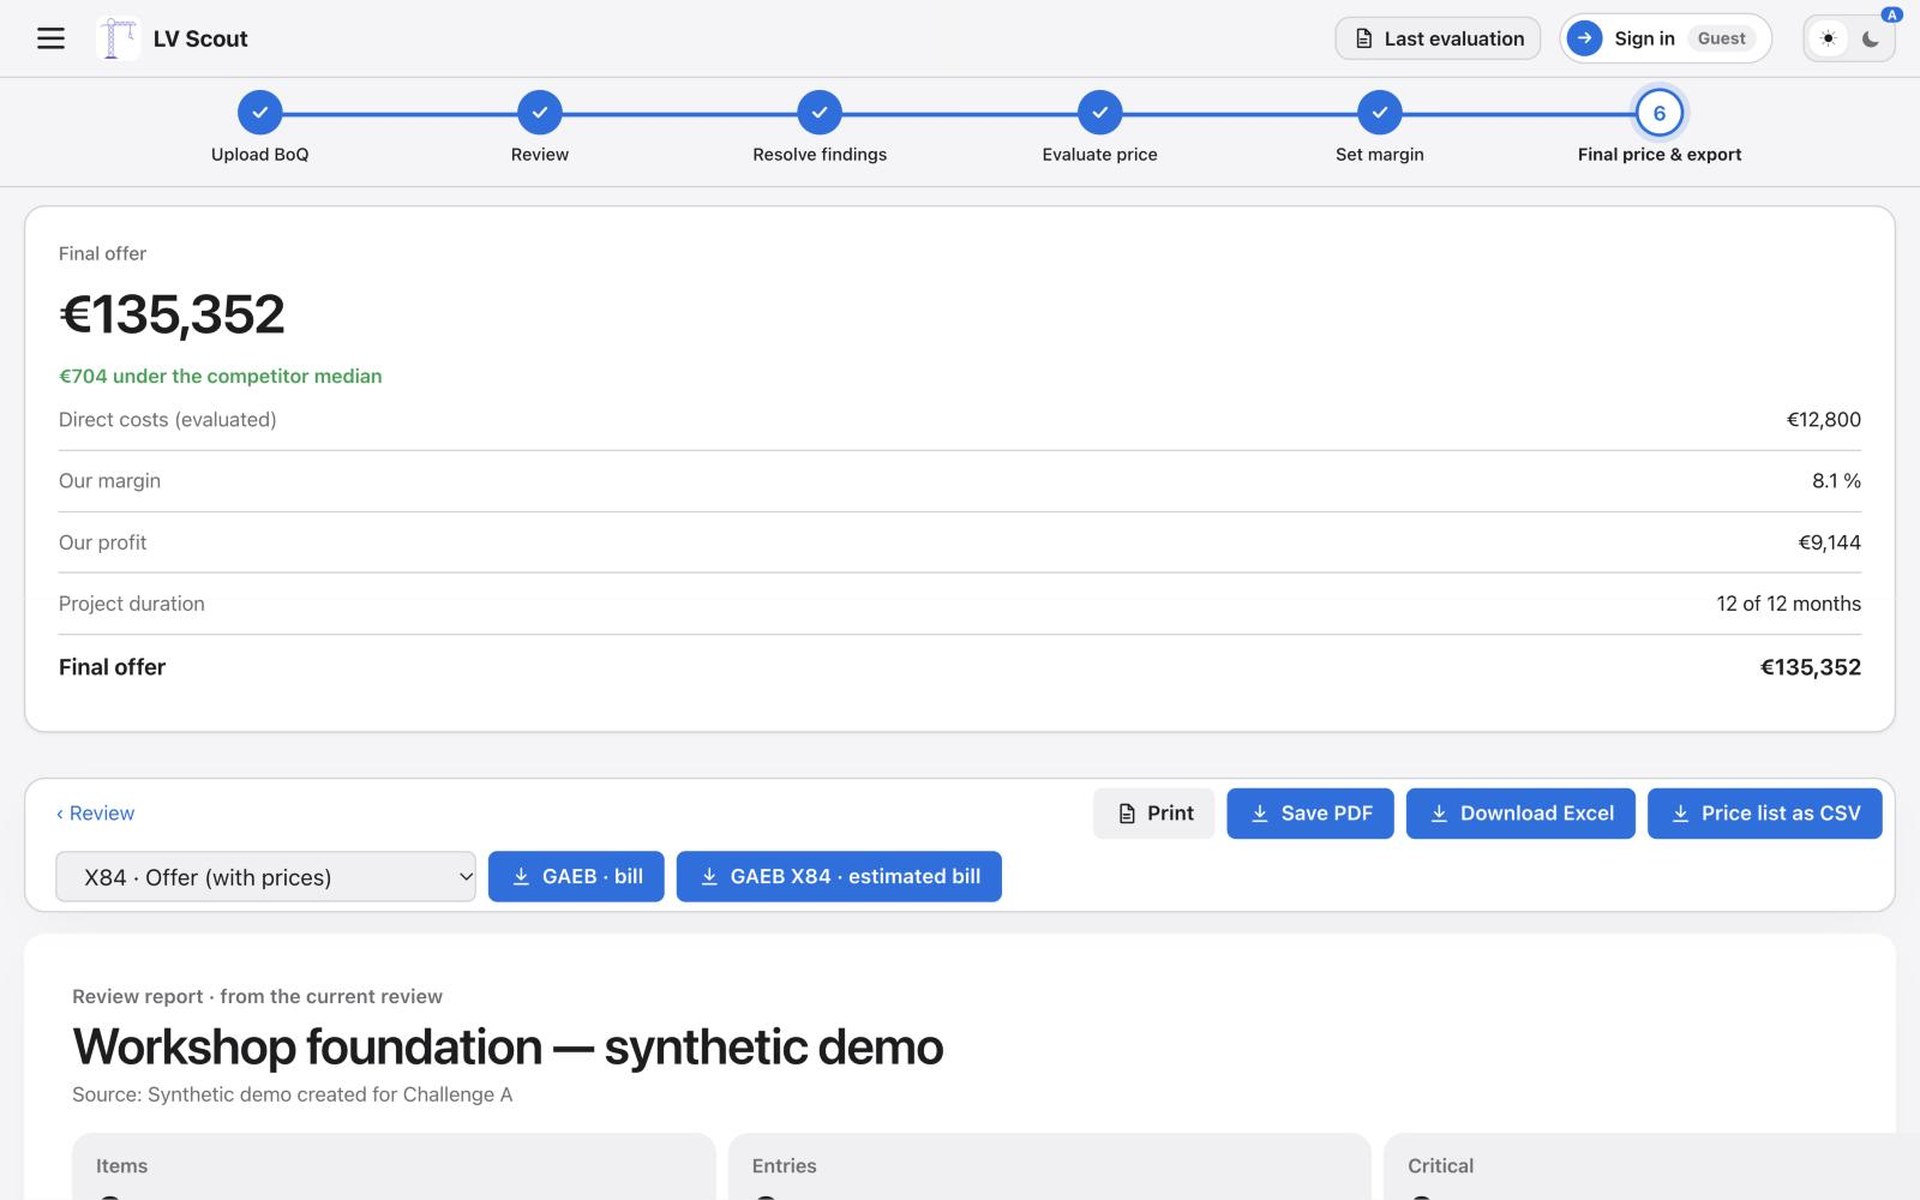 LV Scout
Last evaluation
Sign in Guest
A
6
Upload BoQ
Review
Resolve findings
Evaluate price
Set margin
Final price & export
Final offer
€135,352
€704 under the competitor median
Direct costs (evaluated) €12,800
Our margin 8.1 %
Our profit €9,144
Project duration 12 of 12 months
Final offer €135,352
‹ Review
Print
Save PDF
Download Excel
Price list as CSV
X84 · Offer (with prices)
GAEB · bill
GAEB X84 · estimated bill
Review report · from the current review
Workshop foundation — synthetic demo
Source: Synthetic demo created for Challenge A
Items
Entries
Critical